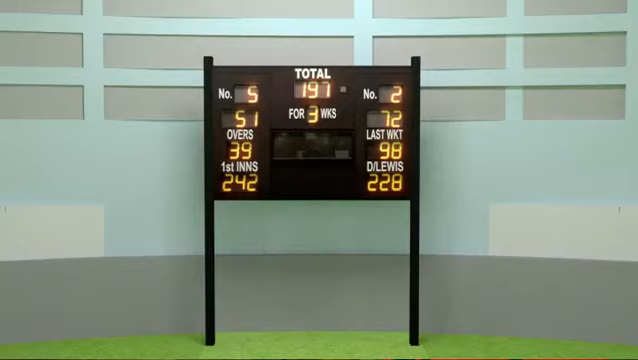 TOTAL
197
No. 5
No. 2
51
FOR 3 WKS
72
OVERS
LAST WKT
39
98
1st INNS
D/LEWIS
242
228